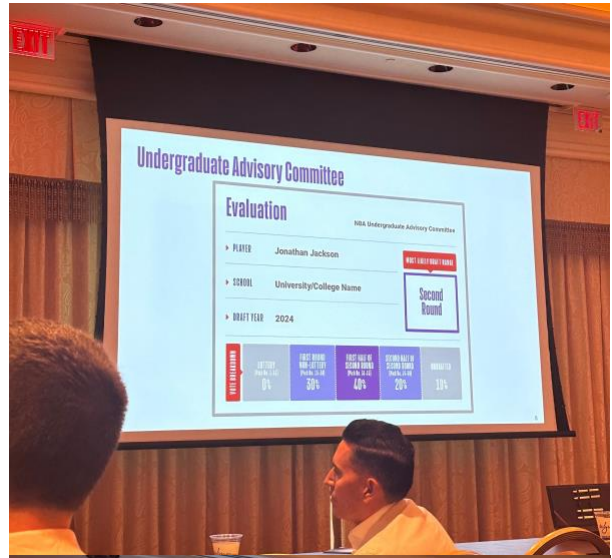 EXIT
EXIT
Undergraduate Advisory Committee
Evaluation
NBA Undergraduate Advisory Committee
PLAYER Jonathan Jackson
MOST LIKELY DRAFT RANGE
SCHOOL University/College Name
Second
Round
DRAFT YEAR 2024
VOTE BREAKDOWN
LOTTERY
0%
FIRST ROUND
NON-LOTTERY
30%
FIRST HALF OF
SECOND ROUND
40%
SECOND HALF OF
SECOND ROUND
20%
UNDRAFTED
10%